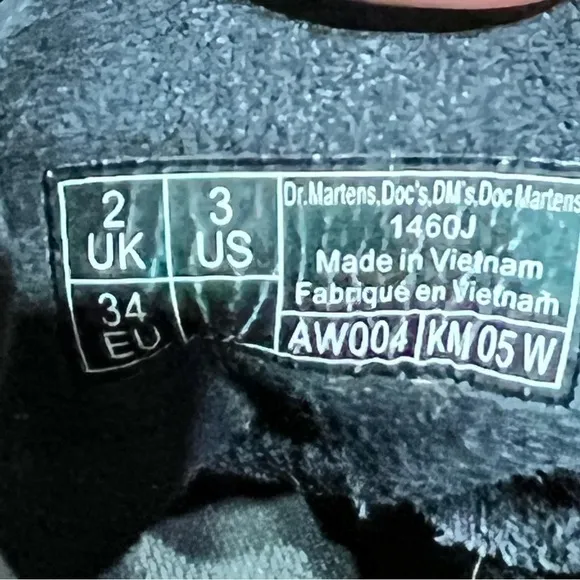 2 UK
3 US
34 EU
Dr.Martens,Doc's,DM's,Doc Martens
1460J
Made in Vietnam
Fabriqué en Vietnam
AW004 KM 05 W